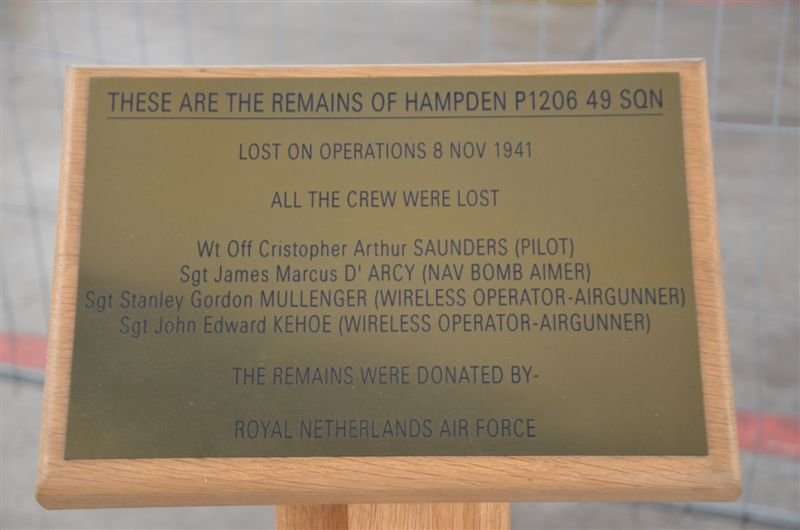 THESE ARE THE REMAINS OF HAMPDEN P1206 49 SQN
LOST ON OPERATIONS 8 NOV 1941
ALL THE CREW WERE LOST
Wt Off Cristopher Arthur SAUNDERS (PILOT)
Sgt James Marcus D' ARCY (NAV BOMB AIMER)
Sgt Stanley Gordon MULLENGER (WIRELESS OPERATOR-AIRGUNNER)
Sgt John Edward KEHOE (WIRELESS OPERATOR-AIRGUNNER)
THE REMAINS WERE DONATED BY-
ROYAL NETHERLANDS AIR FORCE